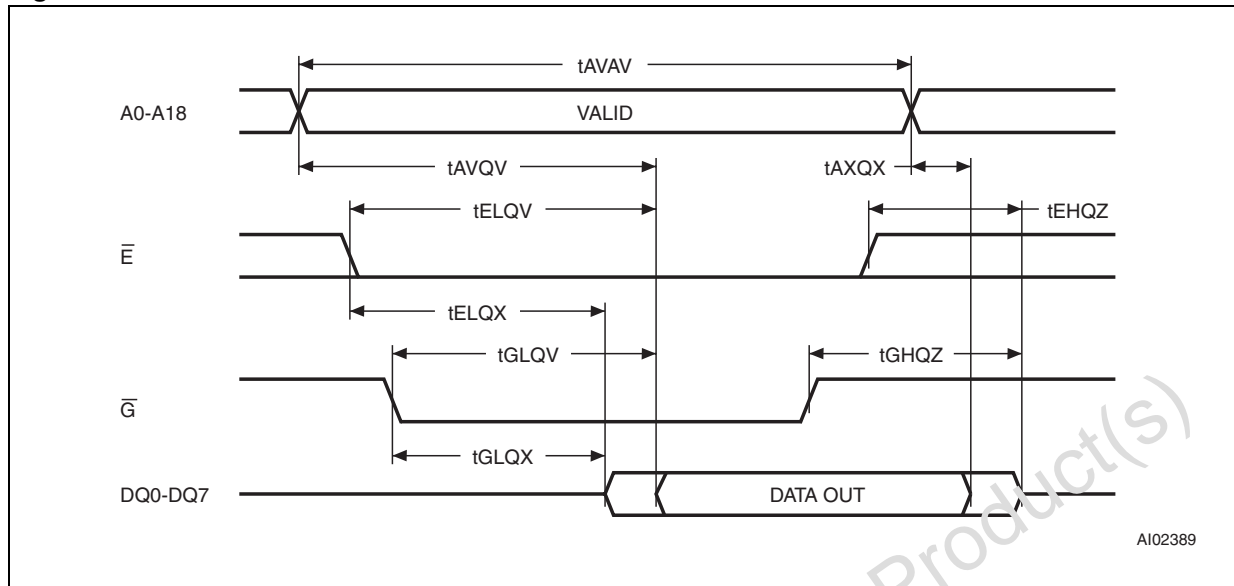 tAVAV
A0-A18
VALID
tAVQV
tAXQX
tELQV
tEHQZ
E
tELQX
tGLQV
tGHQZ
G
tGLQX
DQ0-DQ7
DATA OUT
AI02389
Product(s)